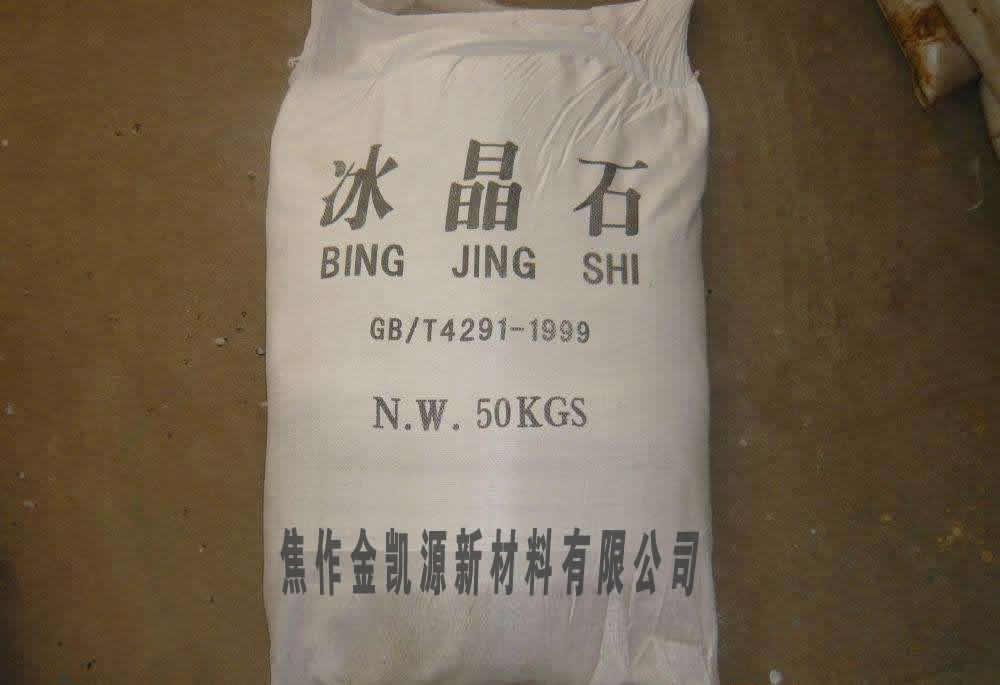 冰晶石
BING JING SHI
GB/T4291-1999
N.W. 50KGS
焦作金凯源新材料有限公司